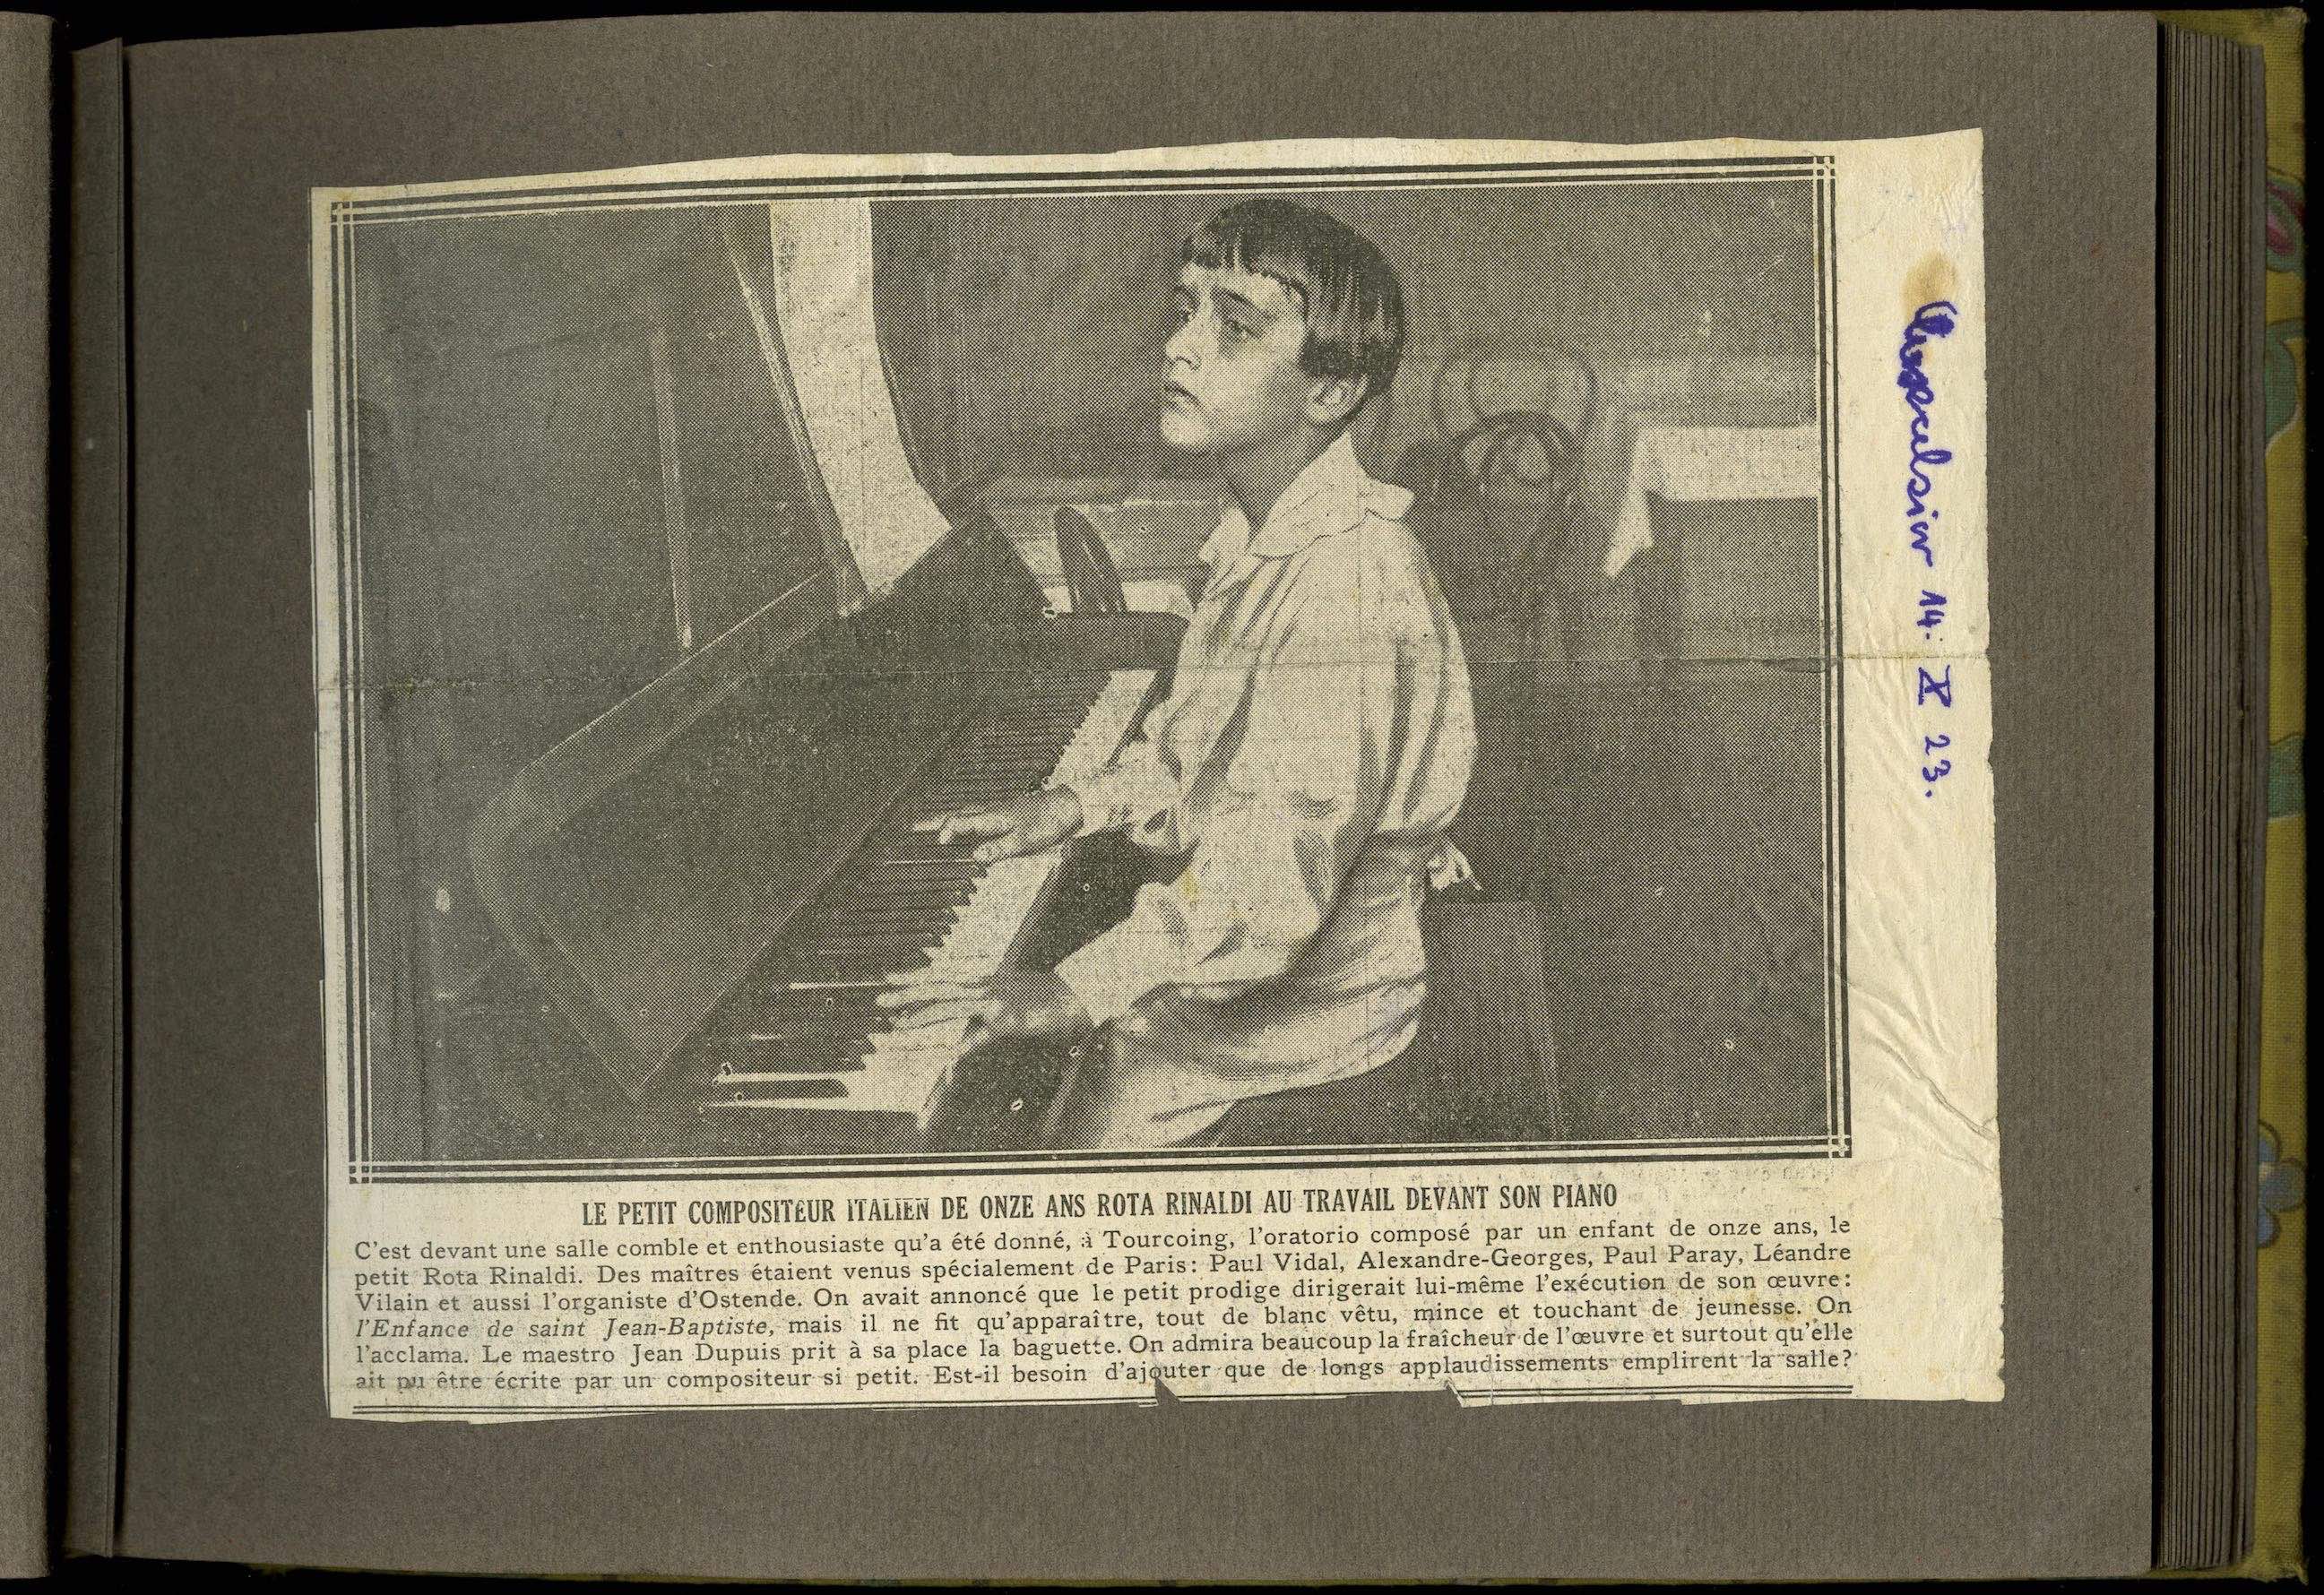 LE PETIT COMPOSITEUR ITALIEN DE ONZE ANS ROTA RINALDI AU TRAVAIL DEVANT SON PIANO
C'est devant une salle comble et enthousiaste qu'a été donné, à Tourcoing, l'oratorio composé par un enfant de onze ans, le
petit Rota Rinaldi. Des maîtres étaient venus spécialement de Paris: Paul Vidal, Alexandre-Georges, Paul Paray, Léandre
Vilain et aussi l'organiste d'Ostende. On avait annoncé que le petit prodige dirigerait lui-même l'exécution de son œuvre:
l'Enfance de saint Jean-Baptiste, mais il ne fit qu'apparaître, tout de blanc vêtu, mince et touchant de jeunesse. On
l'acclama. Le maestro Jean Dupuis prit à sa place la baguette. On admira beaucoup la fraîcheur de l'œuvre et surtout qu'elle
ait pu être écrite par un compositeur si petit. Est-il besoin d'ajouter que de longs applaudissements emplirent la salle?
14. X 23.